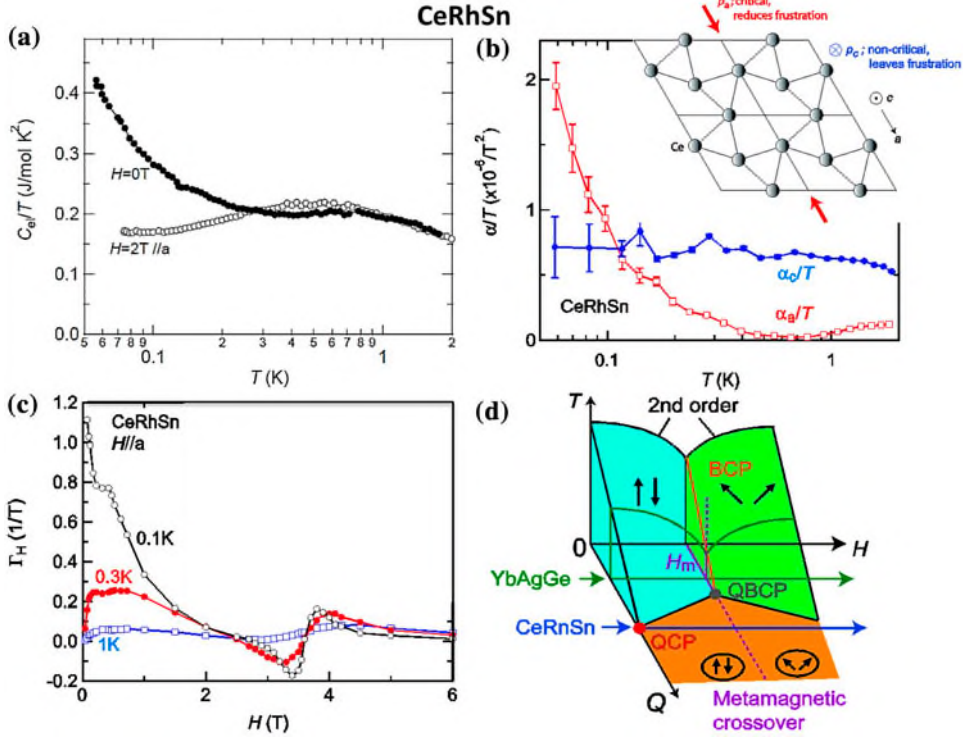 CeRhSn
(a)
C_el/T (J/mol K²)
0.4
0.3
0.2
0.1
0.0
H=0T
H=2T //a
5 6 7 8 9 2 3 4 5 6 7 8 9 2
0.1 1
T (K)
(b)
p_a; critical,
reduces frustration
⊗ p_c; non-critical,
leaves frustration
c
a
Ce
α/T (x10⁻⁶/T²)
2
1
0
CeRhSn
α_c/T
α_a/T
0.1 1
T (K)
(c)
Γ_H (1/T)
1.2
1.0
0.8
0.6
0.4
0.2
0.0
-0.2
CeRhSn
H//a
0.1K
0.3K
1K
0 2 4 6
H (T)
(d)
T
2nd order
BCP
0
H
H_m
YbAgGe
QBCP
CeRnSn
QCP
Q
Metamagnetic
crossover